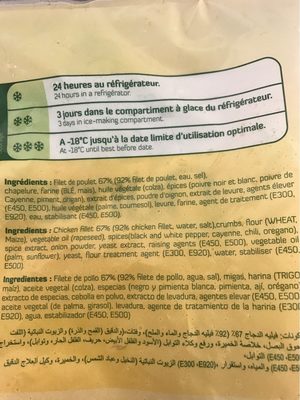 24 heures au réfrigérateur.
24 hours in a refrigerator.
3 jours dans le compartiment à glace du réfrigérateur.
3 days in ice-making compartment.
A -18°C jusqu'à la date limite d'utilisation optimale.
At -18°C until best before date.
Ingrédients : Filet de poulet 67% (92% filet de poulet, eau, sel),
chapelure, farine (BLÉ, maïs), huile végétale (colza), épices (poivre noir et blanc, poivre de
Cayenne, piment, origan), extrait d'épices, poudre d'oignon, extrait de levure, agents élever
(E450, E500), huile végétale (palme, tournesol), levure, farine, agent de traitement (E300,
E920), eau, stabilisant (E450, E500).
Ingredients : Chicken fillet 67% (92% chicken fillet, water, salt),crumbs, flour (WHEAT,
Maize), vegetable oil (rapeseed), spices(black and white pepper, cayenne, chili, oregano),
spice extract, onion powder, yeast extract, raising agents (E450, E500), vegetable oil
(palm, sunflower), yeast, flour treatment agent (E300, E920), water, stabiliser (E450,
E500).
Ingredientes : Filete de pollo 67% (92% filete de pollo, agua, sal), migas, harina (TRIGO,
maíz), aceite vegetal (colza), especias (negro y pimienta blanca, pimienta, ají, orégano)
extracto de especias, cebolla en polvo, extracto de levadura, agentes elevar (E450, E500
aceite vegetal (de palma, girasol), levadura, agente de tratamiento de la harina (E300
E920), agua, estabilizador (E450, E500)